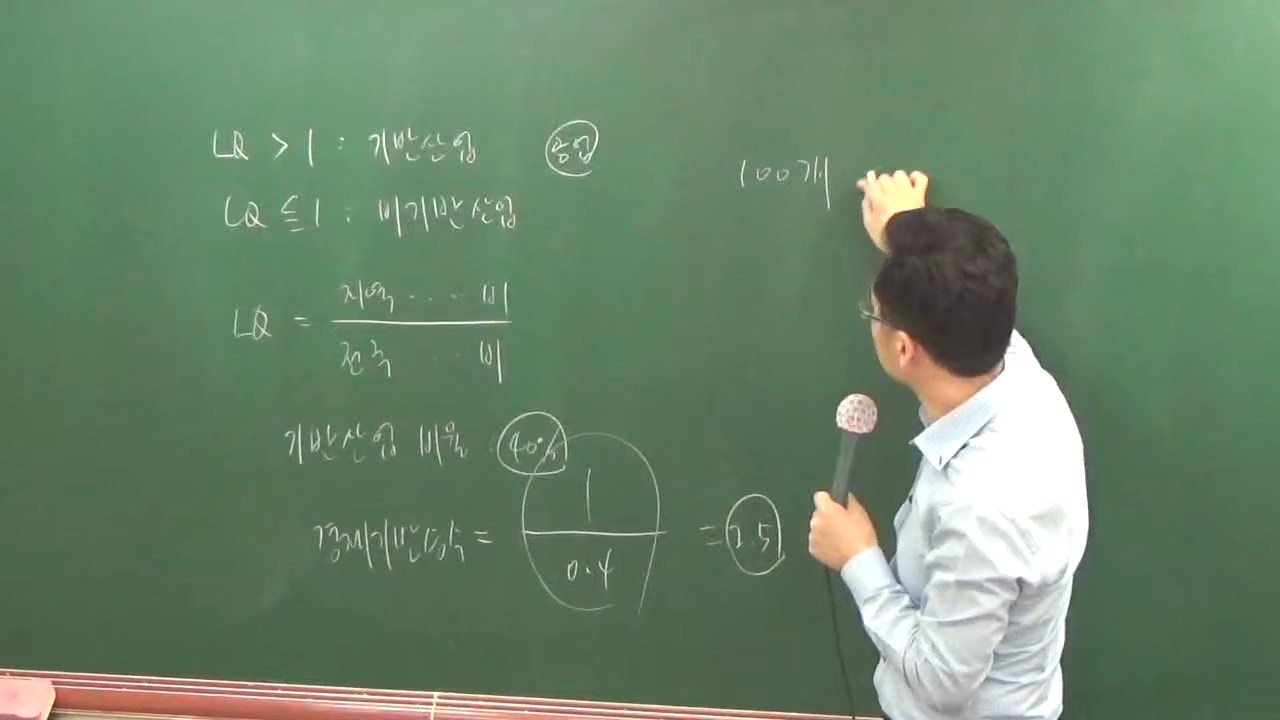 LQ > 1 : 기반산업 중업
LQ ≦ 1 : 비기반산업
LQ = 지역 · · · 비 / 전국 · · 비
기반산업 비율 40%
경제기반승수 = 1 / 0.4 = 2.5
100개